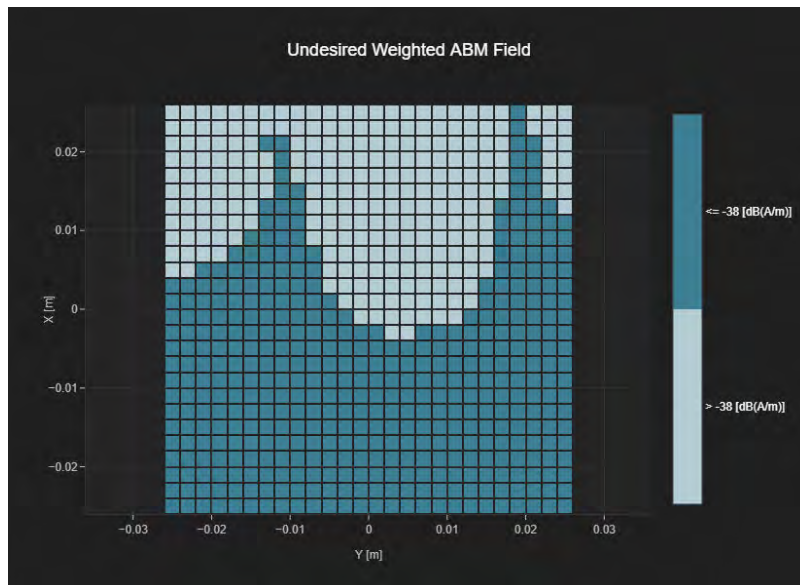 Undesired Weighted ABM Field
0.02
0.01
0
−0.01
−0.02
X [m]
−0.03
−0.02
−0.01
0
0.01
0.02
0.03
Y [m]
<= -38 [dB(A/m)]
> -38 [dB(A/m)]